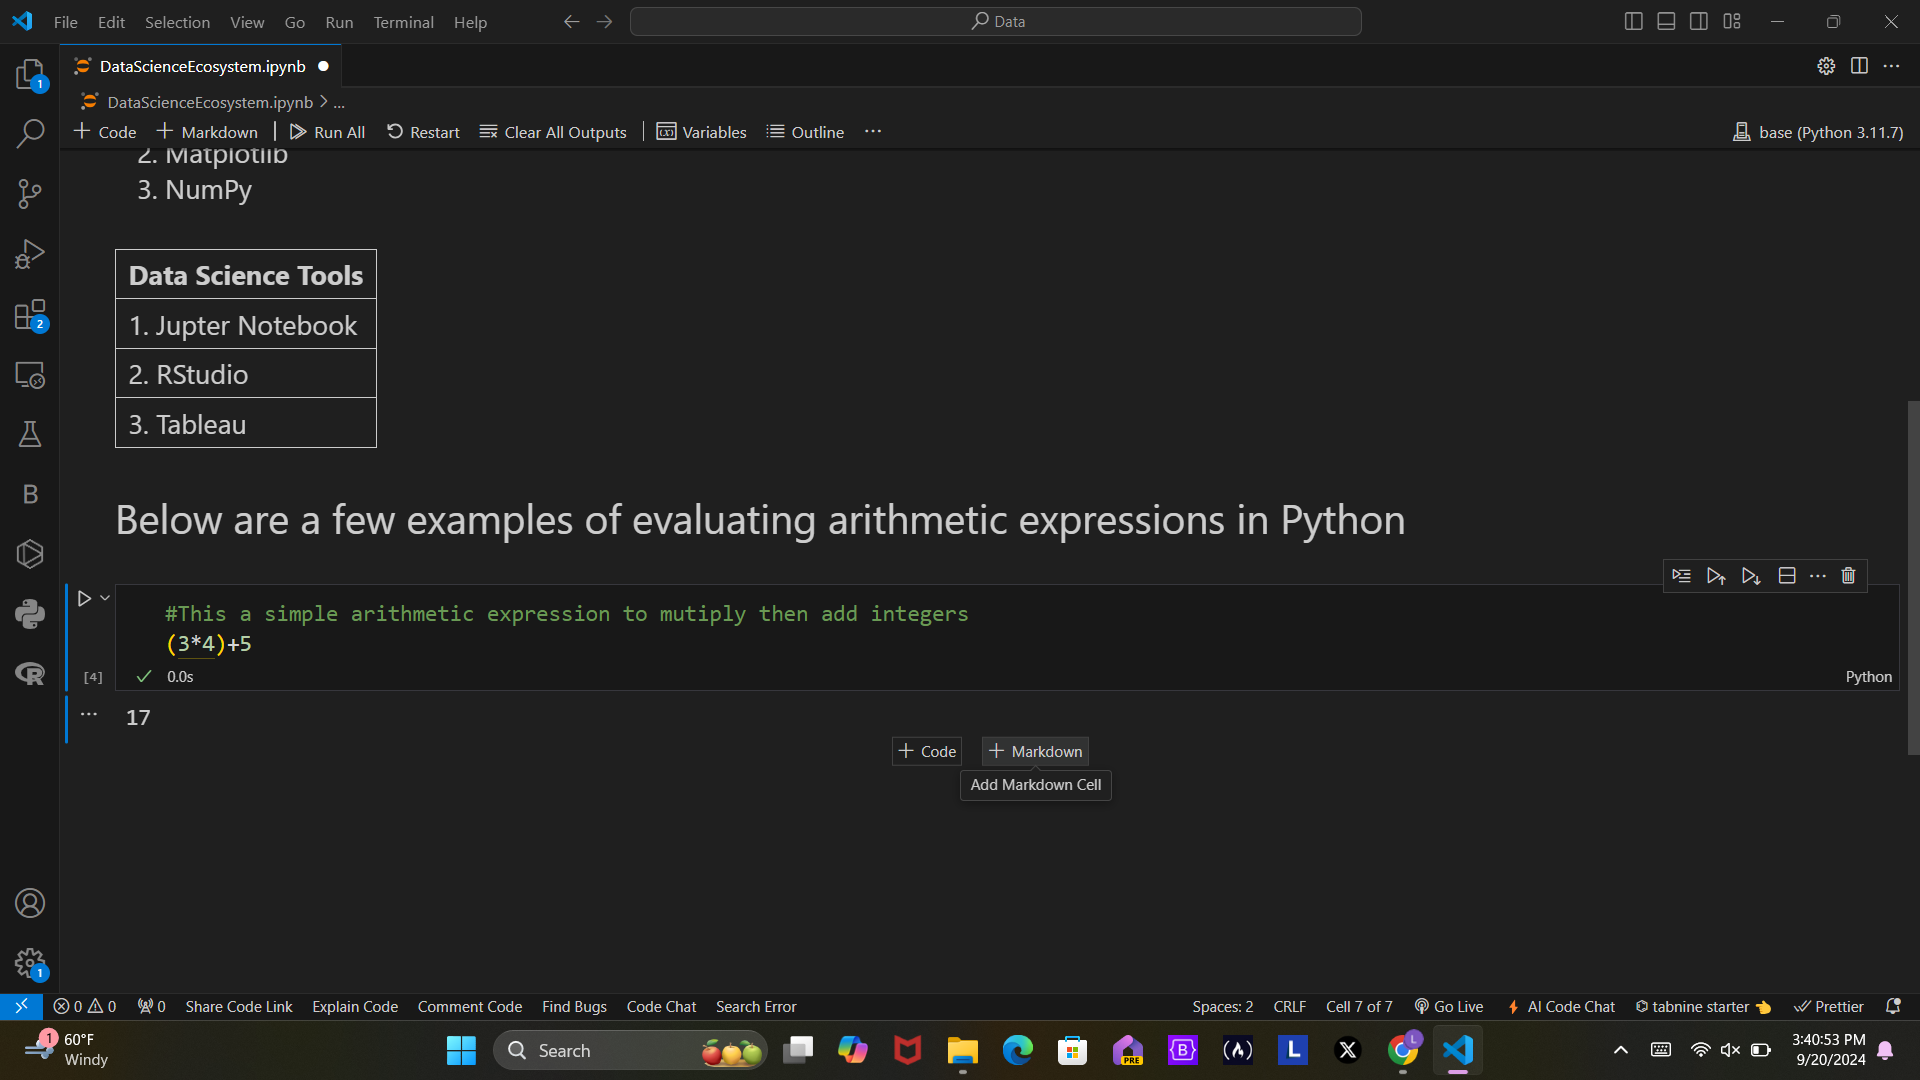 File Edit Selection View Go Run Terminal Help
Data
DataScienceEcosystem.ipynb
1
DataScienceEcosystem.ipynb > ...
Code Markdown Run All Restart Clear All Outputs Variables Outline ...
base (Python 3.11.7)
2. Matplotlib
3. NumPy
Data Science Tools
1. Jupter Notebook
2. RStudio
3. Tableau
2
B
Below are a few examples of evaluating arithmetic expressions in Python
#This a simple arithmetic expression to mutiply then add integers
(3*4)+5
[4] 0.0s Python
17
+ Code + Markdown
Add Markdown Cell
1
0 0 0 Share Code Link Explain Code Comment Code Find Bugs Code Chat Search Error
Spaces: 2 CRLF Cell 7 of 7 Go Live AI Code Chat tabnine starter Prettier
1
60°F
Windy
Search
PRE
B
L
X
L
3:40:53 PM
9/20/2024